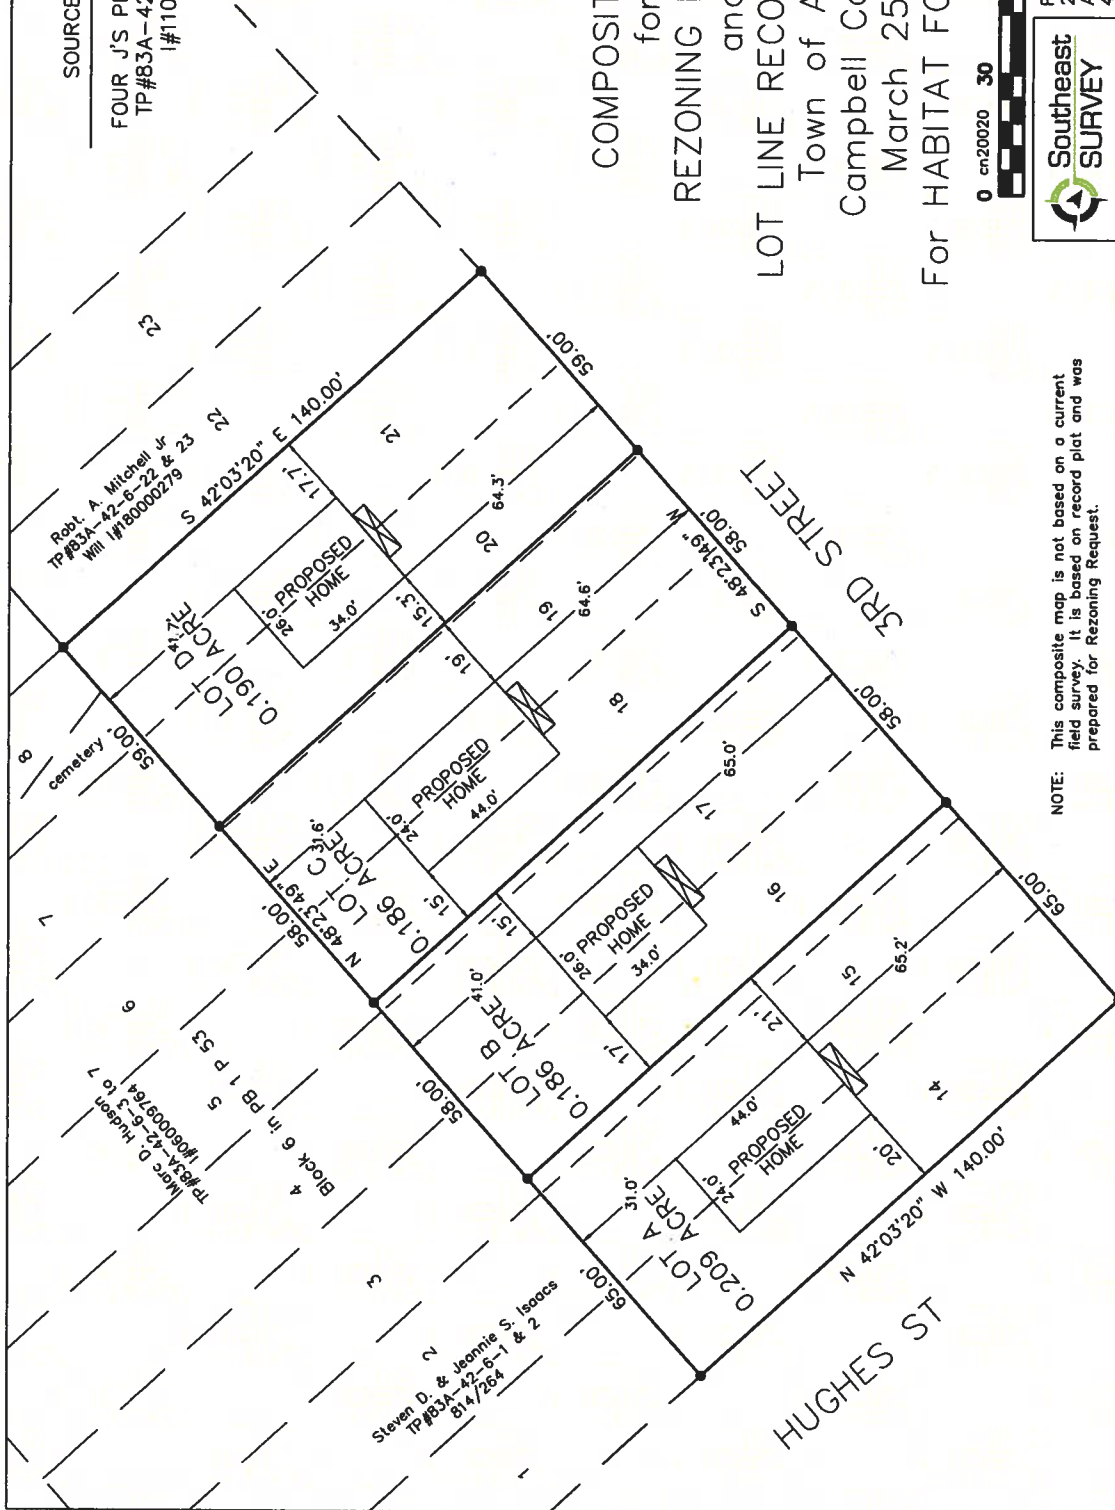 SOURCE
FOUR J'S
TP#83A-42
I#110
COMPOSIT
for
REZONING
and
LOT LINE RECO
Town of A
Campbell Co
March 25
For HABITAT FO
0 cn20020 30
Southeast
SURVEY
23
22
Robt. A. Mitchell Jr
TP#83A-42-6-22 & 23
Will I#180000279
S 42°03'20" E 140.00'
21
17.7'
PROPOSED
HOME
26.0'
34.0'
15.3'
20
64.3'
59.00'
LOT D
0.190 ACRE
8
cemetery
59.00'
7
6
5
4
Block 6 in PB 1 P 53
Marc D. Hudson
TP#83A-42-6-3 to 7
I#060009764
N 48°23'49" E
58.00'
LOT C
31.6'
0.186 ACRE
19'
PROPOSED
HOME
24.0'
44.0'
15'
19
64.6'
18
S 48°23'49" W
58.00'
3RD STREET
58.00'
LOT B
41.0'
0.186 ACRE
15'
PROPOSED
HOME
26.0'
34.0'
17'
17
65.0'
16
58.00'
3
2
Steven D. & Jeannie S. Isaacs
TP#83A-42-6-1 & 2
814/264
1
65.00'
LOT A
31.0'
0.209 ACRE
21'
PROPOSED
HOME
24.0'
44.0'
20'
15
65.2'
14
65.00'
N 42°03'20" W 140.00'
HUGHES ST
NOTE: This composite map is not based on a current
field survey. It is based on record plat and was
prepared for Rezoning Request.